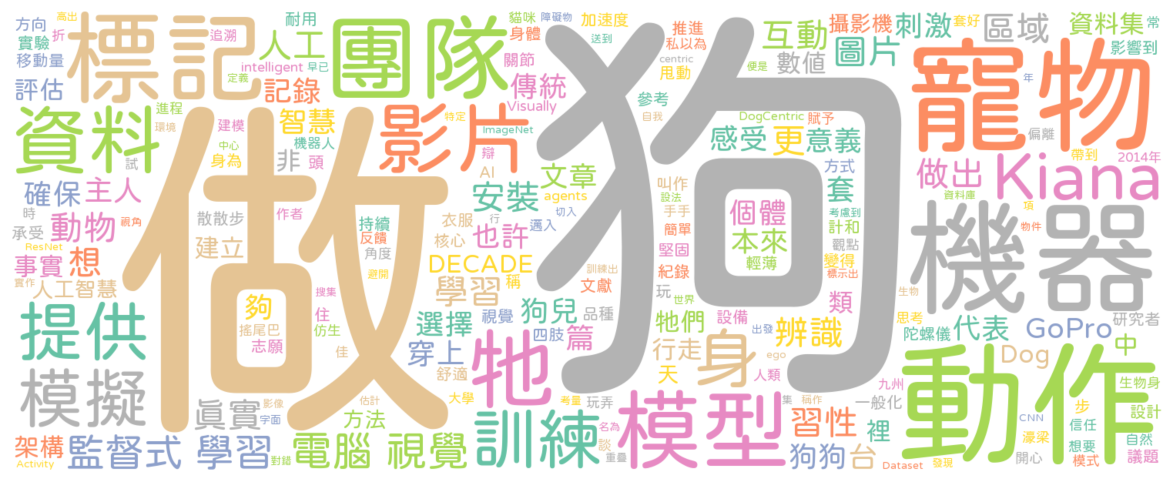 方向
高出
折
標記
追溯
耐用
人工
團隊
貓咪
障礙物
加速度
推進
攝影機
刺激
套好
資料集
常
實驗
移動量
intelligent
早已
身體
送到
私以為
互動
圖片
區域
影響到
評估
定義
記錄
關節
傳統
甩動
centric
數值
便是
年
寵物
資料
進程
環境
建模
智慧
機器人
中心
身為
影片
Visually
ImageNet
參考
特定
自我
DogCentric
賦予
感受
更
意義
偏離
試
非
頭
辯
AI
agents
文章
方式
帶到
2014年
確保
主人
安裝
叫作
設法
套
做出
Kiana
資料庫
時
動物
視角
散散步
作者
持續
衣服
行
切入
手手
個體
考慮到
項
承受
建立
反饋
核心
也許
邁入
簡單
本來
計和
觀點
物件
ResNet
角度
做
狗
機器
事實
想
避開
DECADE
堅固
輕薄
變得
實作
人工智慧
搜集
稱
訓練出
紀錄
標示出
學習
文獻
玩
類
生物
夠
住
視覺
狗兒
品種
世界
提供
搖尾巴
仿生
選擇
四肢
牠們
設備
辨識
思考
研究者
志願
佳
穿上
牠
篇
行走
出發
陀螺儀
代表
GoPro
身
中
模擬
舒適
天
ego
人類
Dog
動作
生物身
估計
大學
考量
玩弄
集
稱作
九州
步
設計
真實
影像
方法
訓練
模型
一般化
習性
裡
CNN
濠梁
信任
自然
字面
名為
想要
架構
監督式 學習
電腦 視覺
談
狗狗
台
開心
模式
議題
Activity
對錯
重疊
Dataset
發現